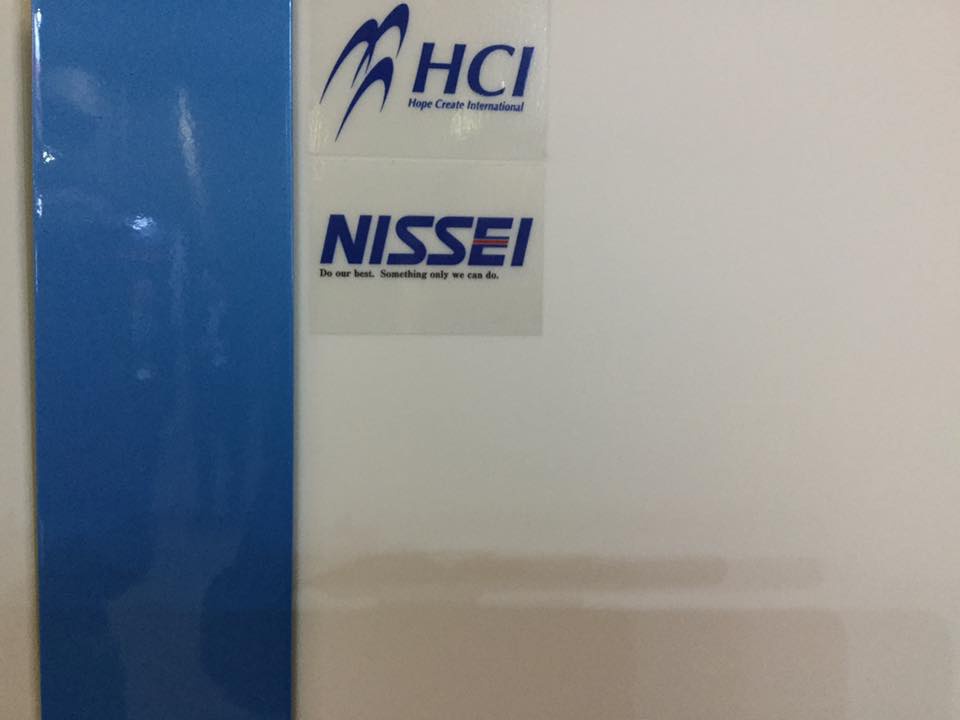 HCI
Hope Create International
NISSEI
Do our best. Something only we can do.